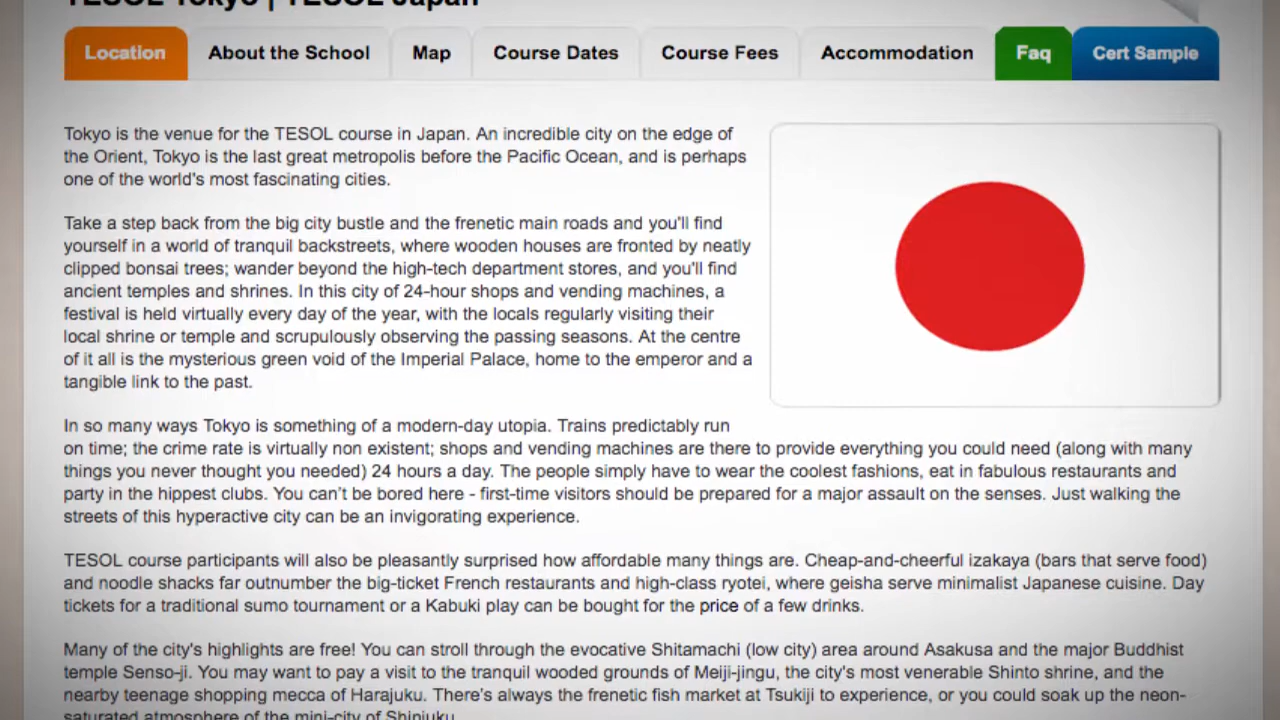 TESOL Tokyo | TESOL Japan
Location About the School Map Course Dates Course Fees Accommodation Faq Cert Sample
Tokyo is the venue for the TESOL course in Japan. An incredible city on the edge of
the Orient, Tokyo is the last great metropolis before the Pacific Ocean, and is perhaps
one of the world's most fascinating cities.
Take a step back from the big city bustle and the frenetic main roads and you'll find
yourself in a world of tranquil backstreets, where wooden houses are fronted by neatly
clipped bonsai trees; wander beyond the high-tech department stores, and you'll find
ancient temples and shrines. In this city of 24-hour shops and vending machines, a
festival is held virtually every day of the year, with the locals regularly visiting their
local shrine or temple and scrupulously observing the passing seasons. At the centre
of it all is the mysterious green void of the Imperial Palace, home to the emperor and a
tangible link to the past.
In so many ways Tokyo is something of a modern-day utopia. Trains predictably run
on time; the crime rate is virtually non existent; shops and vending machines are there to provide everything you could need (along with many
things you never thought you needed) 24 hours a day. The people simply have to wear the coolest fashions, eat in fabulous restaurants and
party in the hippest clubs. You can't be bored here - first-time visitors should be prepared for a major assault on the senses. Just walking the
streets of this hyperactive city can be an invigorating experience.
TESOL course participants will also be pleasantly surprised how affordable many things are. Cheap-and-cheerful izakaya (bars that serve food)
and noodle shacks far outnumber the big-ticket French restaurants and high-class ryotei, where geisha serve minimalist Japanese cuisine. Day
tickets for a traditional sumo tournament or a Kabuki play can be bought for the price of a few drinks.
Many of the city's highlights are free! You can stroll through the evocative Shitamachi (low city) area around Asakusa and the major Buddhist
temple Senso-ji. You may want to pay a visit to the tranquil wooded grounds of Meiji-jingu, the city's most venerable Shinto shrine, and the
nearby teenage shopping mecca of Harajuku. There's always the frenetic fish market at Tsukiji to experience, or you could soak up the neon-
saturated atmosphere of the mini-city of Shinjuku.